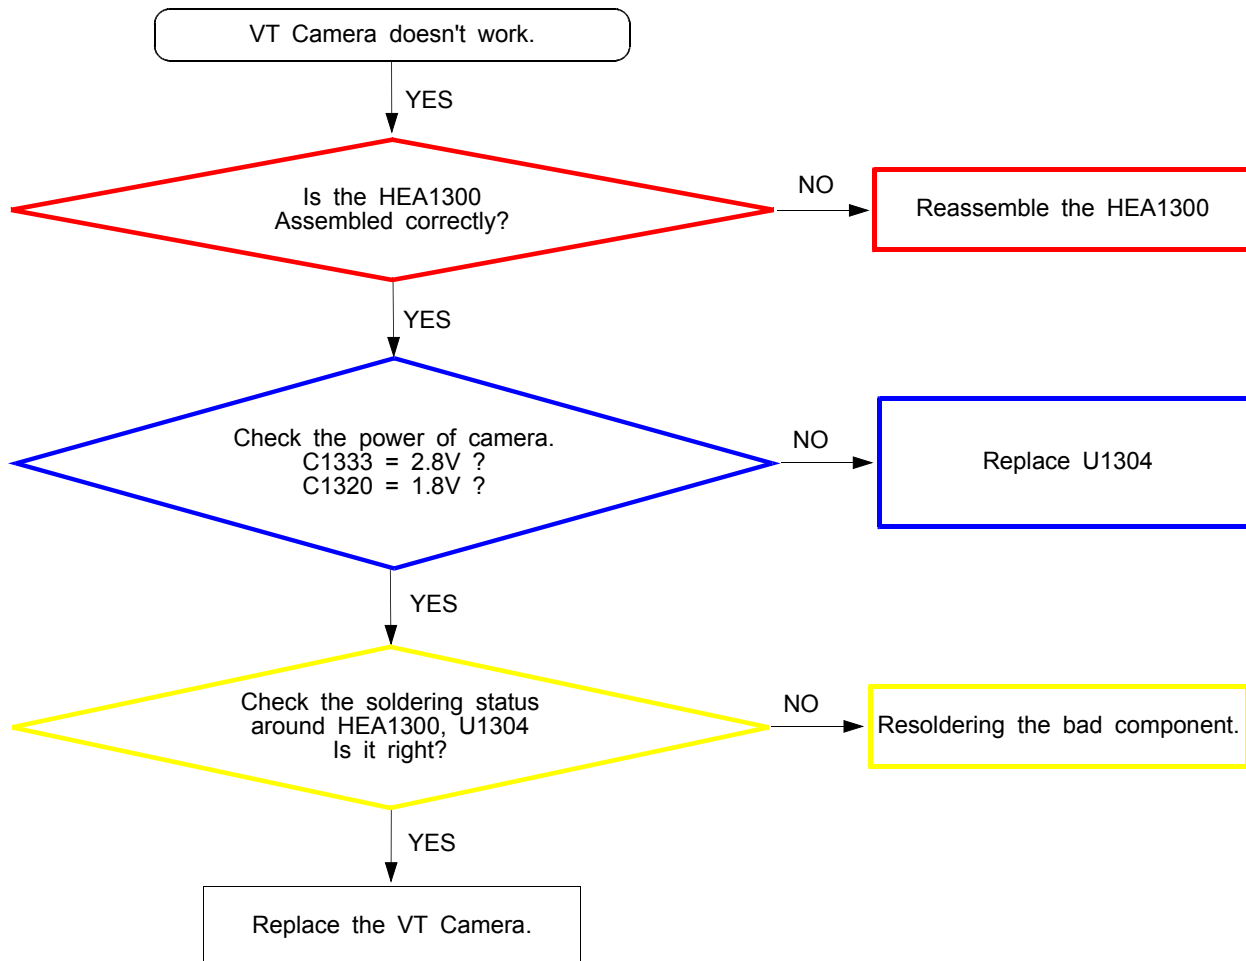 VT Camera doesn't work.
YES
Is the HEA1300
Assembled correctly?
NO
Reassemble the HEA1300
YES
Check the power of camera.
C1333 = 2.8V ?
C1320 = 1.8V ?
NO
Replace U1304
YES
Check the soldering status
around HEA1300, U1304
Is it right?
NO
Resoldering the bad component.
YES
Replace the VT Camera.